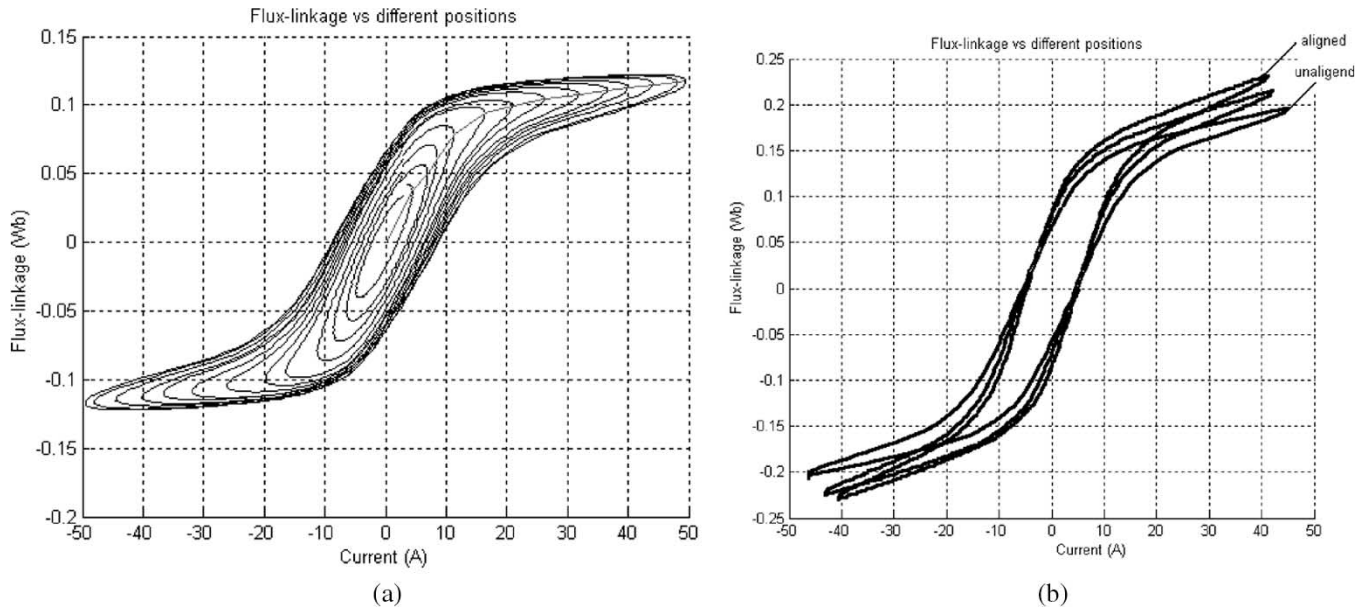 Flux-linkage vs different positions
0.15
0.1
0.05
0
-0.05
-0.1
-0.15
-0.2
Flux-linkage (Wb)
-50 -40 -30 -20 -10 0 10 20 30 40 50
Current (A)
(a)
Flux-linkage vs different positions
aligned
unaligend
0.25
0.2
0.15
0.1
0.05
0
-0.05
-0.1
-0.15
-0.2
-0.25
Flux-linkage (Wb)
-50 -40 -30 -20 -10 0 10 20 30 40 50
Current (A)
(b)